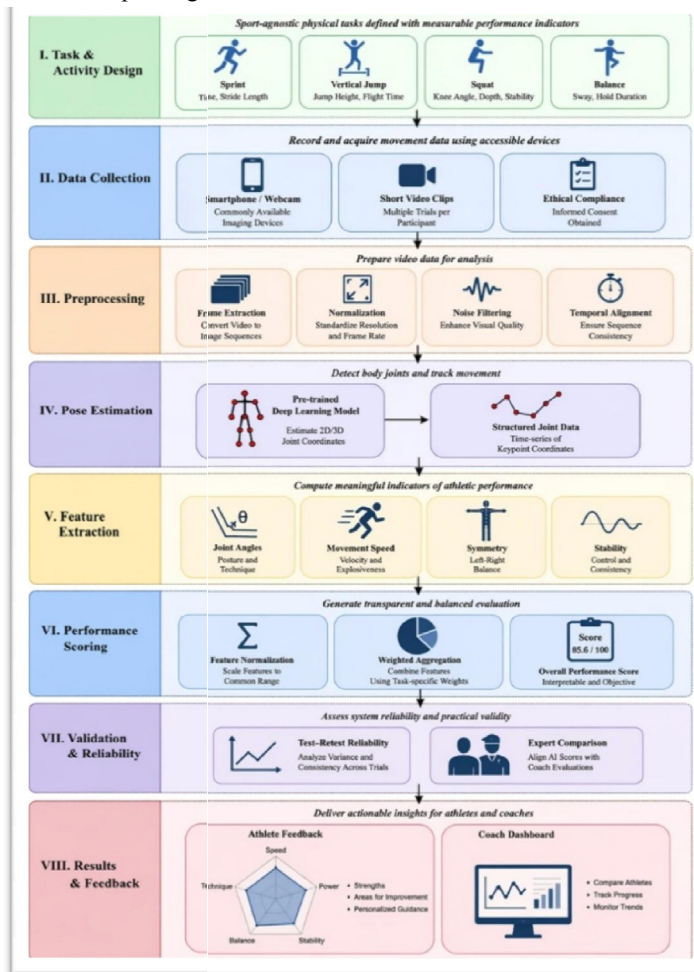 Sport-agnostic physical tasks defined with measurable performance indicators
I. Task &
Activity Design
Sprint
Time, Stride Length
Vertical Jump
Jump Height, Flight Time
Squat
Knee Angle, Depth, Stability
Balance
Sway, Hold Duration
Record and acquire movement data using accessible devices
II. Data Collection
Smartphone / Webcam
Commonly Available
Imaging Devices
Short Video Clips
Multiple Trials per
Participant
Ethical Compliance
Informed Consent
Obtained
Prepare video data for analysis
III. Preprocessing
Frame Extraction
Convert Video to
Image Sequences
Normalization
Standardize Resolution
and Frame Rate
Noise Filtering
Enhance Visual Quality
Temporal Alignment
Ensure Sequence
Consistency
Detect body joints and track movement
IV. Pose Estimation
Pre-trained
Deep Learning Model
Estimate 2D/3D
Joint Coordinates
Structured Joint Data
Time-series of
Keypoint Coordinates
Compute meaningful indicators of athletic performance
V. Feature
Extraction
θ
Joint Angles
Posture and
Technique
Movement Speed
Velocity and
Explosiveness
Symmetry
Left-Right
Balance
Stability
Control and
Consistency
Generate transparent and balanced evaluation
VI. Performance
Scoring
Σ
Feature Normalization
Scale Features to
Common Range
Weighted Aggregation
Combine Features
Using Task-specific Weights
Score
85.6 / 100
Overall Performance Score
Interpretable and Objective
Assess system reliability and practical validity
VII. Validation
& Reliability
Test–Retest Reliability
Analyze Variance and
Consistency Across Trials
Expert Comparison
Align AI Scores with
Coach Evaluations
Deliver actionable insights for athletes and coaches
VIII. Results
& Feedback
Athlete Feedback
Speed
Technique
Power
Balance
Stability
• Strengths
• Areas for Improvement
• Personalized Guidance
Coach Dashboard
• Compare Athletes
• Track Progress
• Monitor Trends